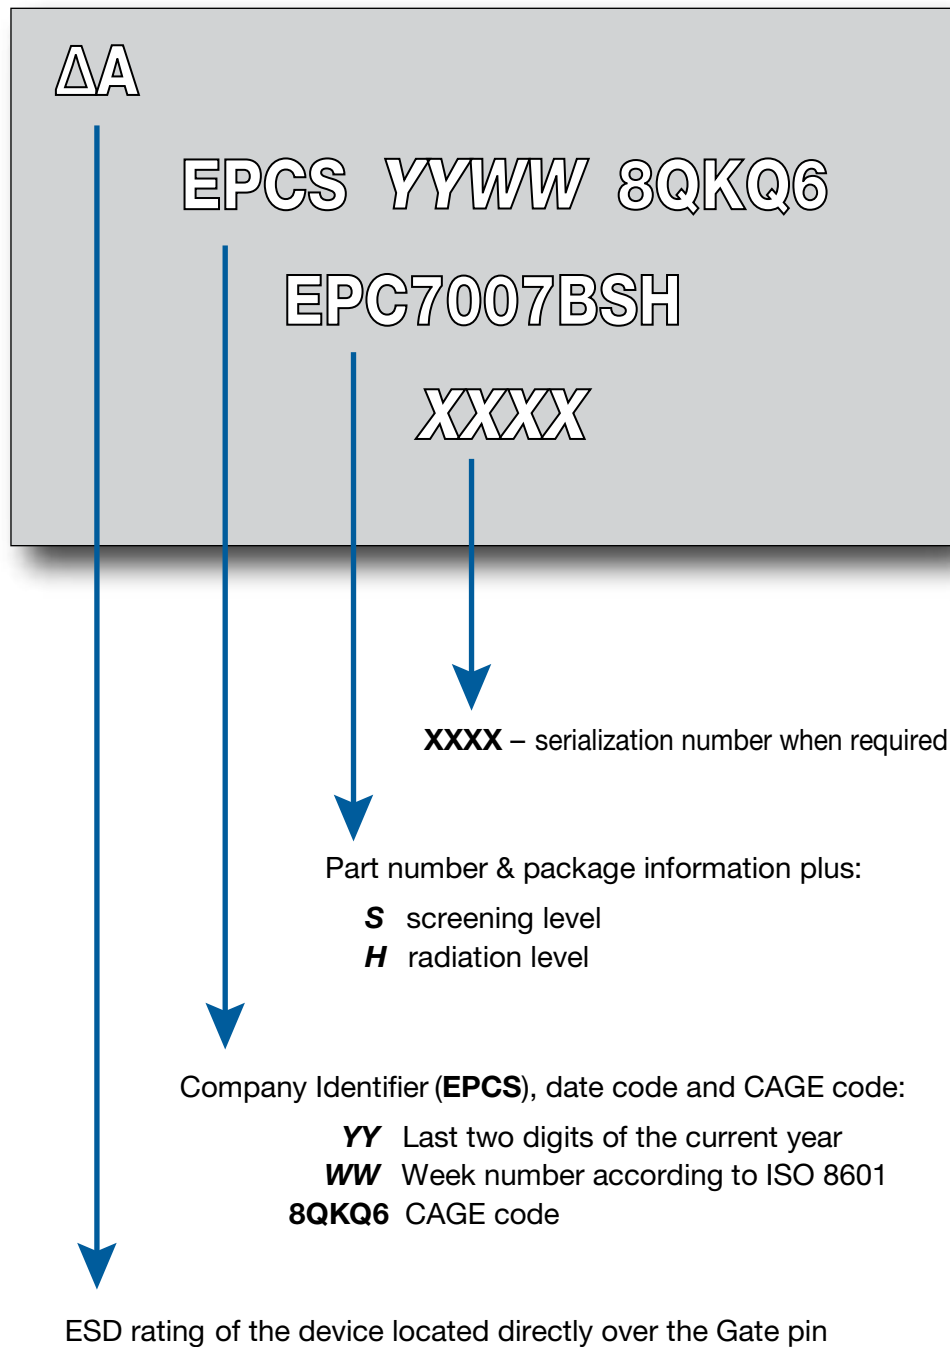 ΔA
EPCS YYWW 8QKQ6
EPC7007BSH
XXXX
XXXX – serialization number when required
Part number & package information plus:
S screening level
H radiation level
Company Identifier (EPCS), date code and CAGE code:
YY Last two digits of the current year
WW Week number according to ISO 8601
8QKQ6 CAGE code
ESD rating of the device located directly over the Gate pin